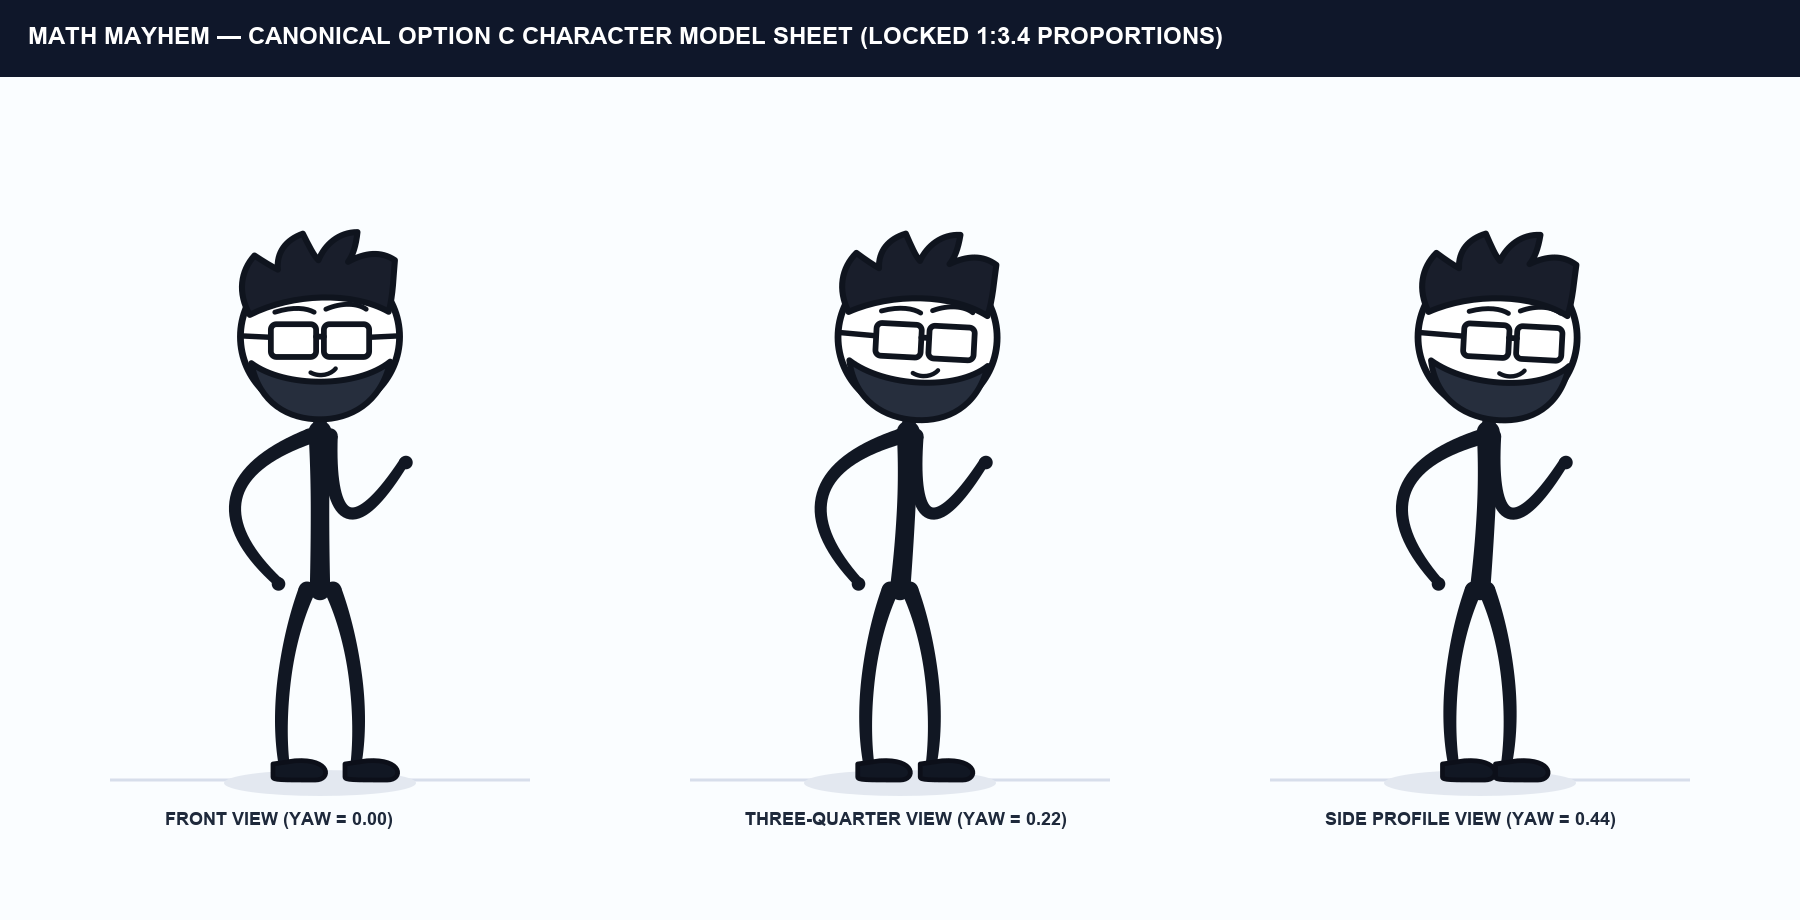 MATH MAYHEM — CANONICAL OPTION C CHARACTER MODEL SHEET (LOCKED 1:3.4 PROPORTIONS)
FRONT VIEW (YAW = 0.00)
THREE-QUARTER VIEW (YAW = 0.22)
SIDE PROFILE VIEW (YAW = 0.44)